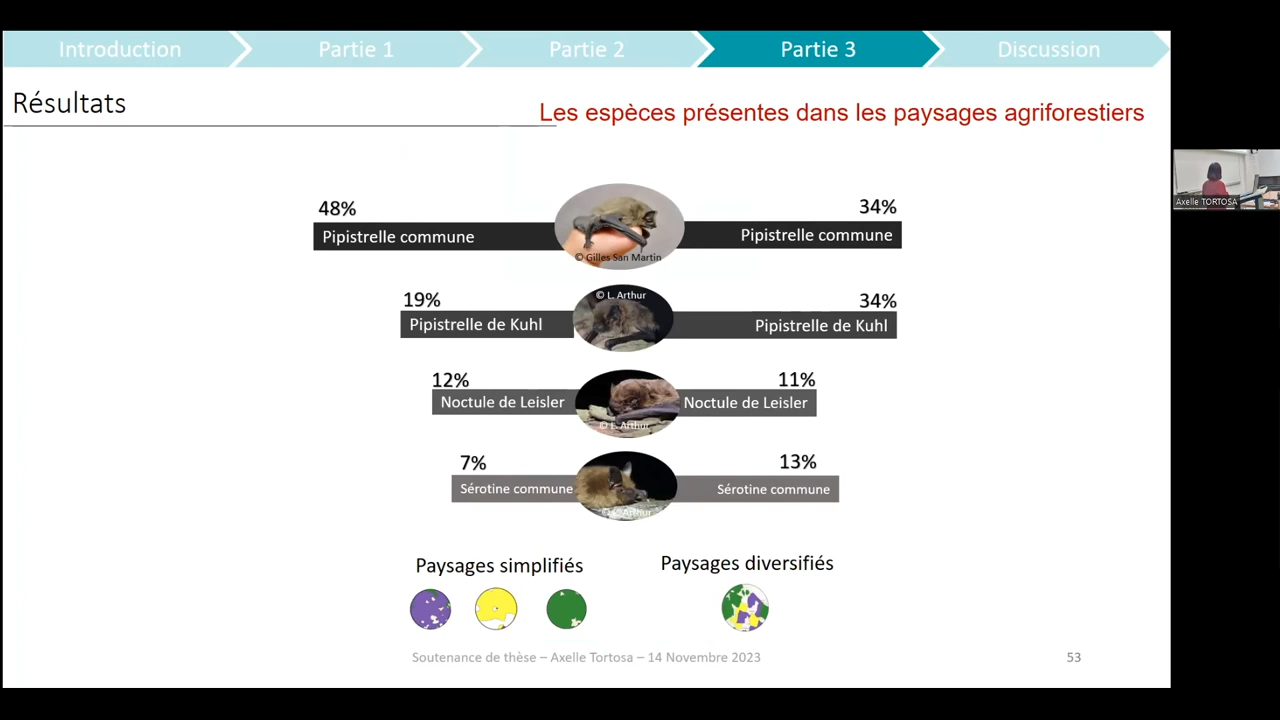 Introduction
Partie 1
Partie 2
Partie 3
Discussion
Résultats
Les espèces présentes dans les paysages agriforestiers
48%
34%
Pipistrelle commune
Pipistrelle commune
© Gilles San Martin
19%
© L. Arthur
34%
Pipistrelle de Kuhl
Pipistrelle de Kuhl
12%
11%
Noctule de Leisler
Noctule de Leisler
© L. Arthur
7%
13%
Sérotine commune
Sérotine commune
© L. Arthur
Paysages simplifiés
Paysages diversifiés
Soutenance de thèse – Axelle Tortosa – 14 Novembre 2023
53
Axelle TORTOSA